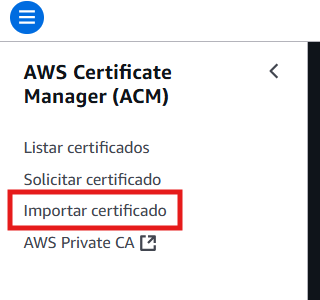 AWS Certificate
Manager (ACM)
Listar certificados
Solicitar certificado
Importar certificado
AWS Private CA